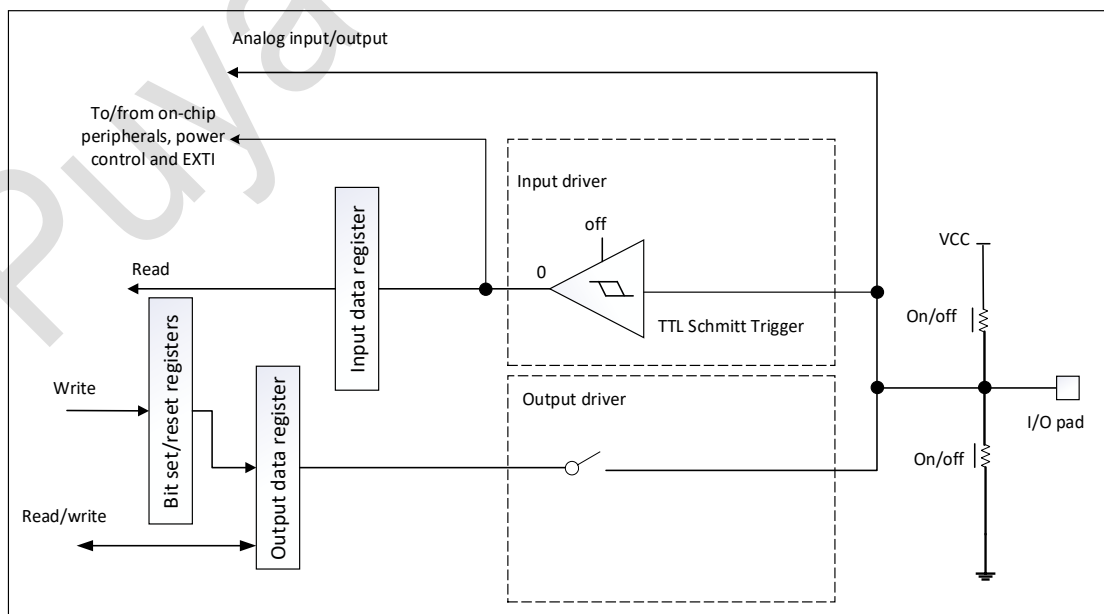 Puya
Analog input/output
To/from on-chip
peripherals, power
control and EXTI
Input driver
off
VCC
0
Read
On/off
TTL Schmitt Trigger
Input data register
Bit set/reset registers
Write
Output data register
Output driver
I/O pad
On/off
Read/write